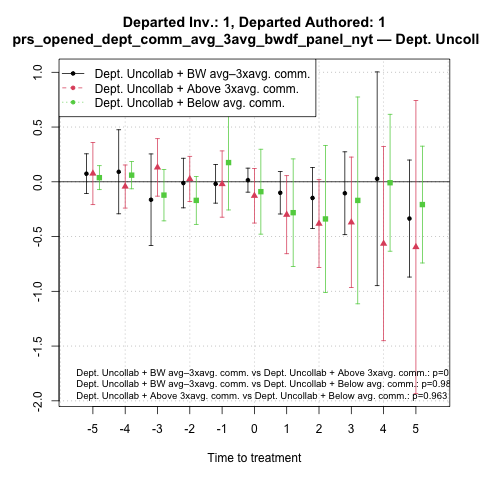 Departed Inv.: 1, Departed Authored: 1
prs_opened_dept_comm_avg_3avg_bwdf_panel_nyt — Dept. Uncoll
Dept. Uncollab + BW avg–3xavg. comm.
Dept. Uncollab + Above 3xavg. comm.
Dept. Uncollab + Below avg. comm.
1.0
0.5
0.0
-0.5
-1.0
-1.5
-2.0
Dept. Uncollab + BW avg–3xavg. comm. vs Dept. Uncollab + Above 3xavg. comm.: p=0
Dept. Uncollab + BW avg–3xavg. comm. vs Dept. Uncollab + Below avg. comm.: p=0.98
Dept. Uncollab + Above 3xavg. comm. vs Dept. Uncollab + Below avg. comm.: p=0.963
-5 -4 -3 -2 -1 0 1 2 3 4 5
Time to treatment